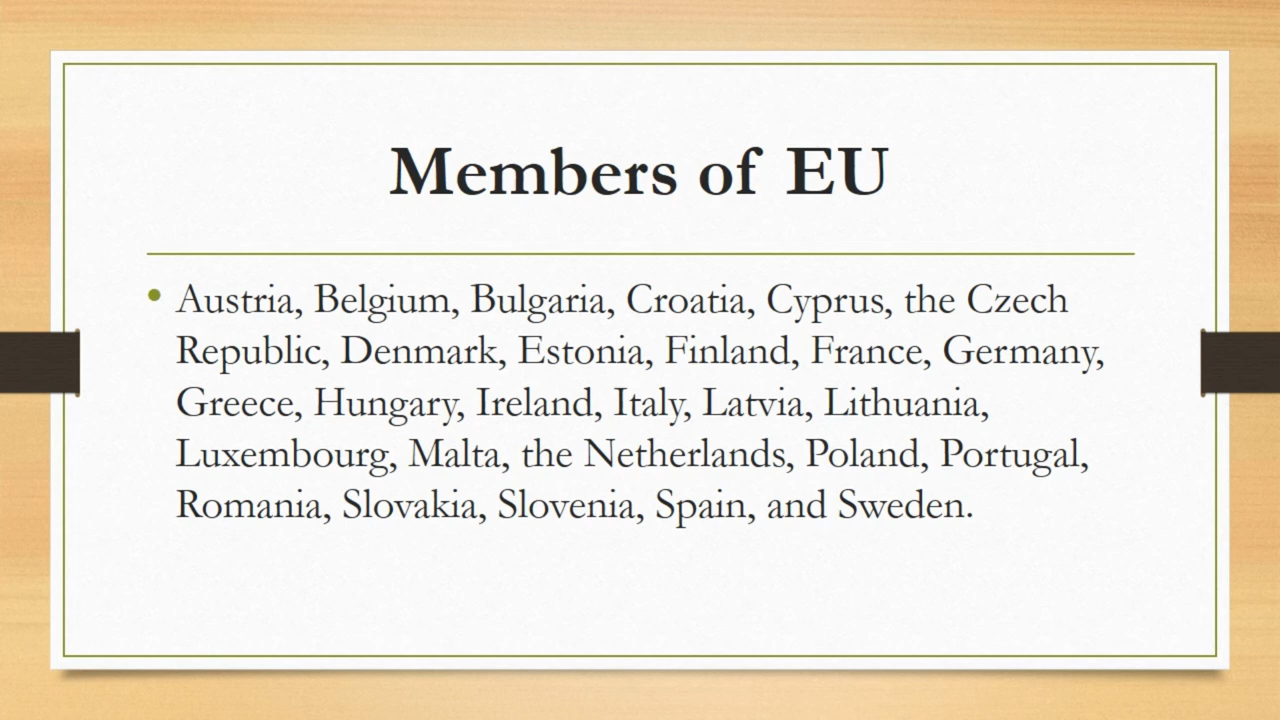 Members of EU
• Austria, Belgium, Bulgaria, Croatia, Cyprus, the Czech
Republic, Denmark, Estonia, Finland, France, Germany,
Greece, Hungary, Ireland, Italy, Latvia, Lithuania,
Luxembourg, Malta, the Netherlands, Poland, Portugal,
Romania, Slovakia, Slovenia, Spain, and Sweden.